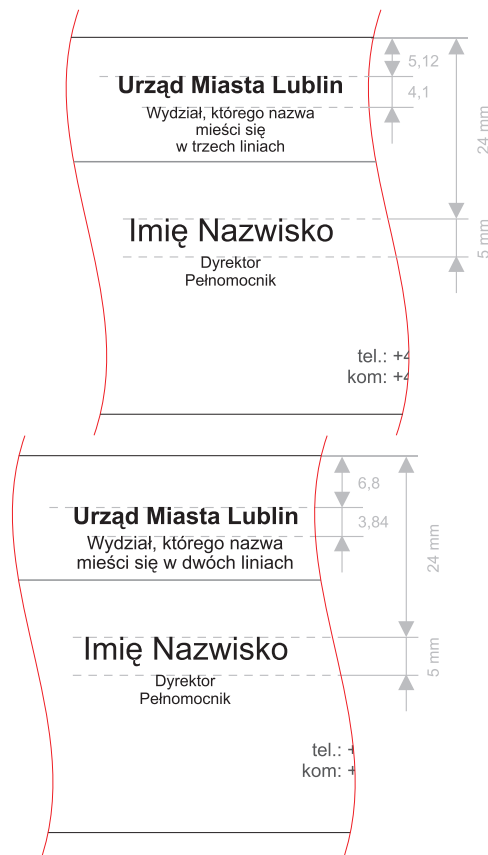 5,12
Urząd Miasta Lublin
4,1
Wydział, którego nazwa
mieści się
w trzech liniach
24 mm
Imię Nazwisko
5 mm
Dyrektor
Pełnomocnik
tel.: +4
kom: +4
6,8
Urząd Miasta Lublin
3,84
Wydział, którego nazwa
mieści się w dwóch liniach
24 mm
Imię Nazwisko
5 mm
Dyrektor
Pełnomocnik
tel.: +
kom: +